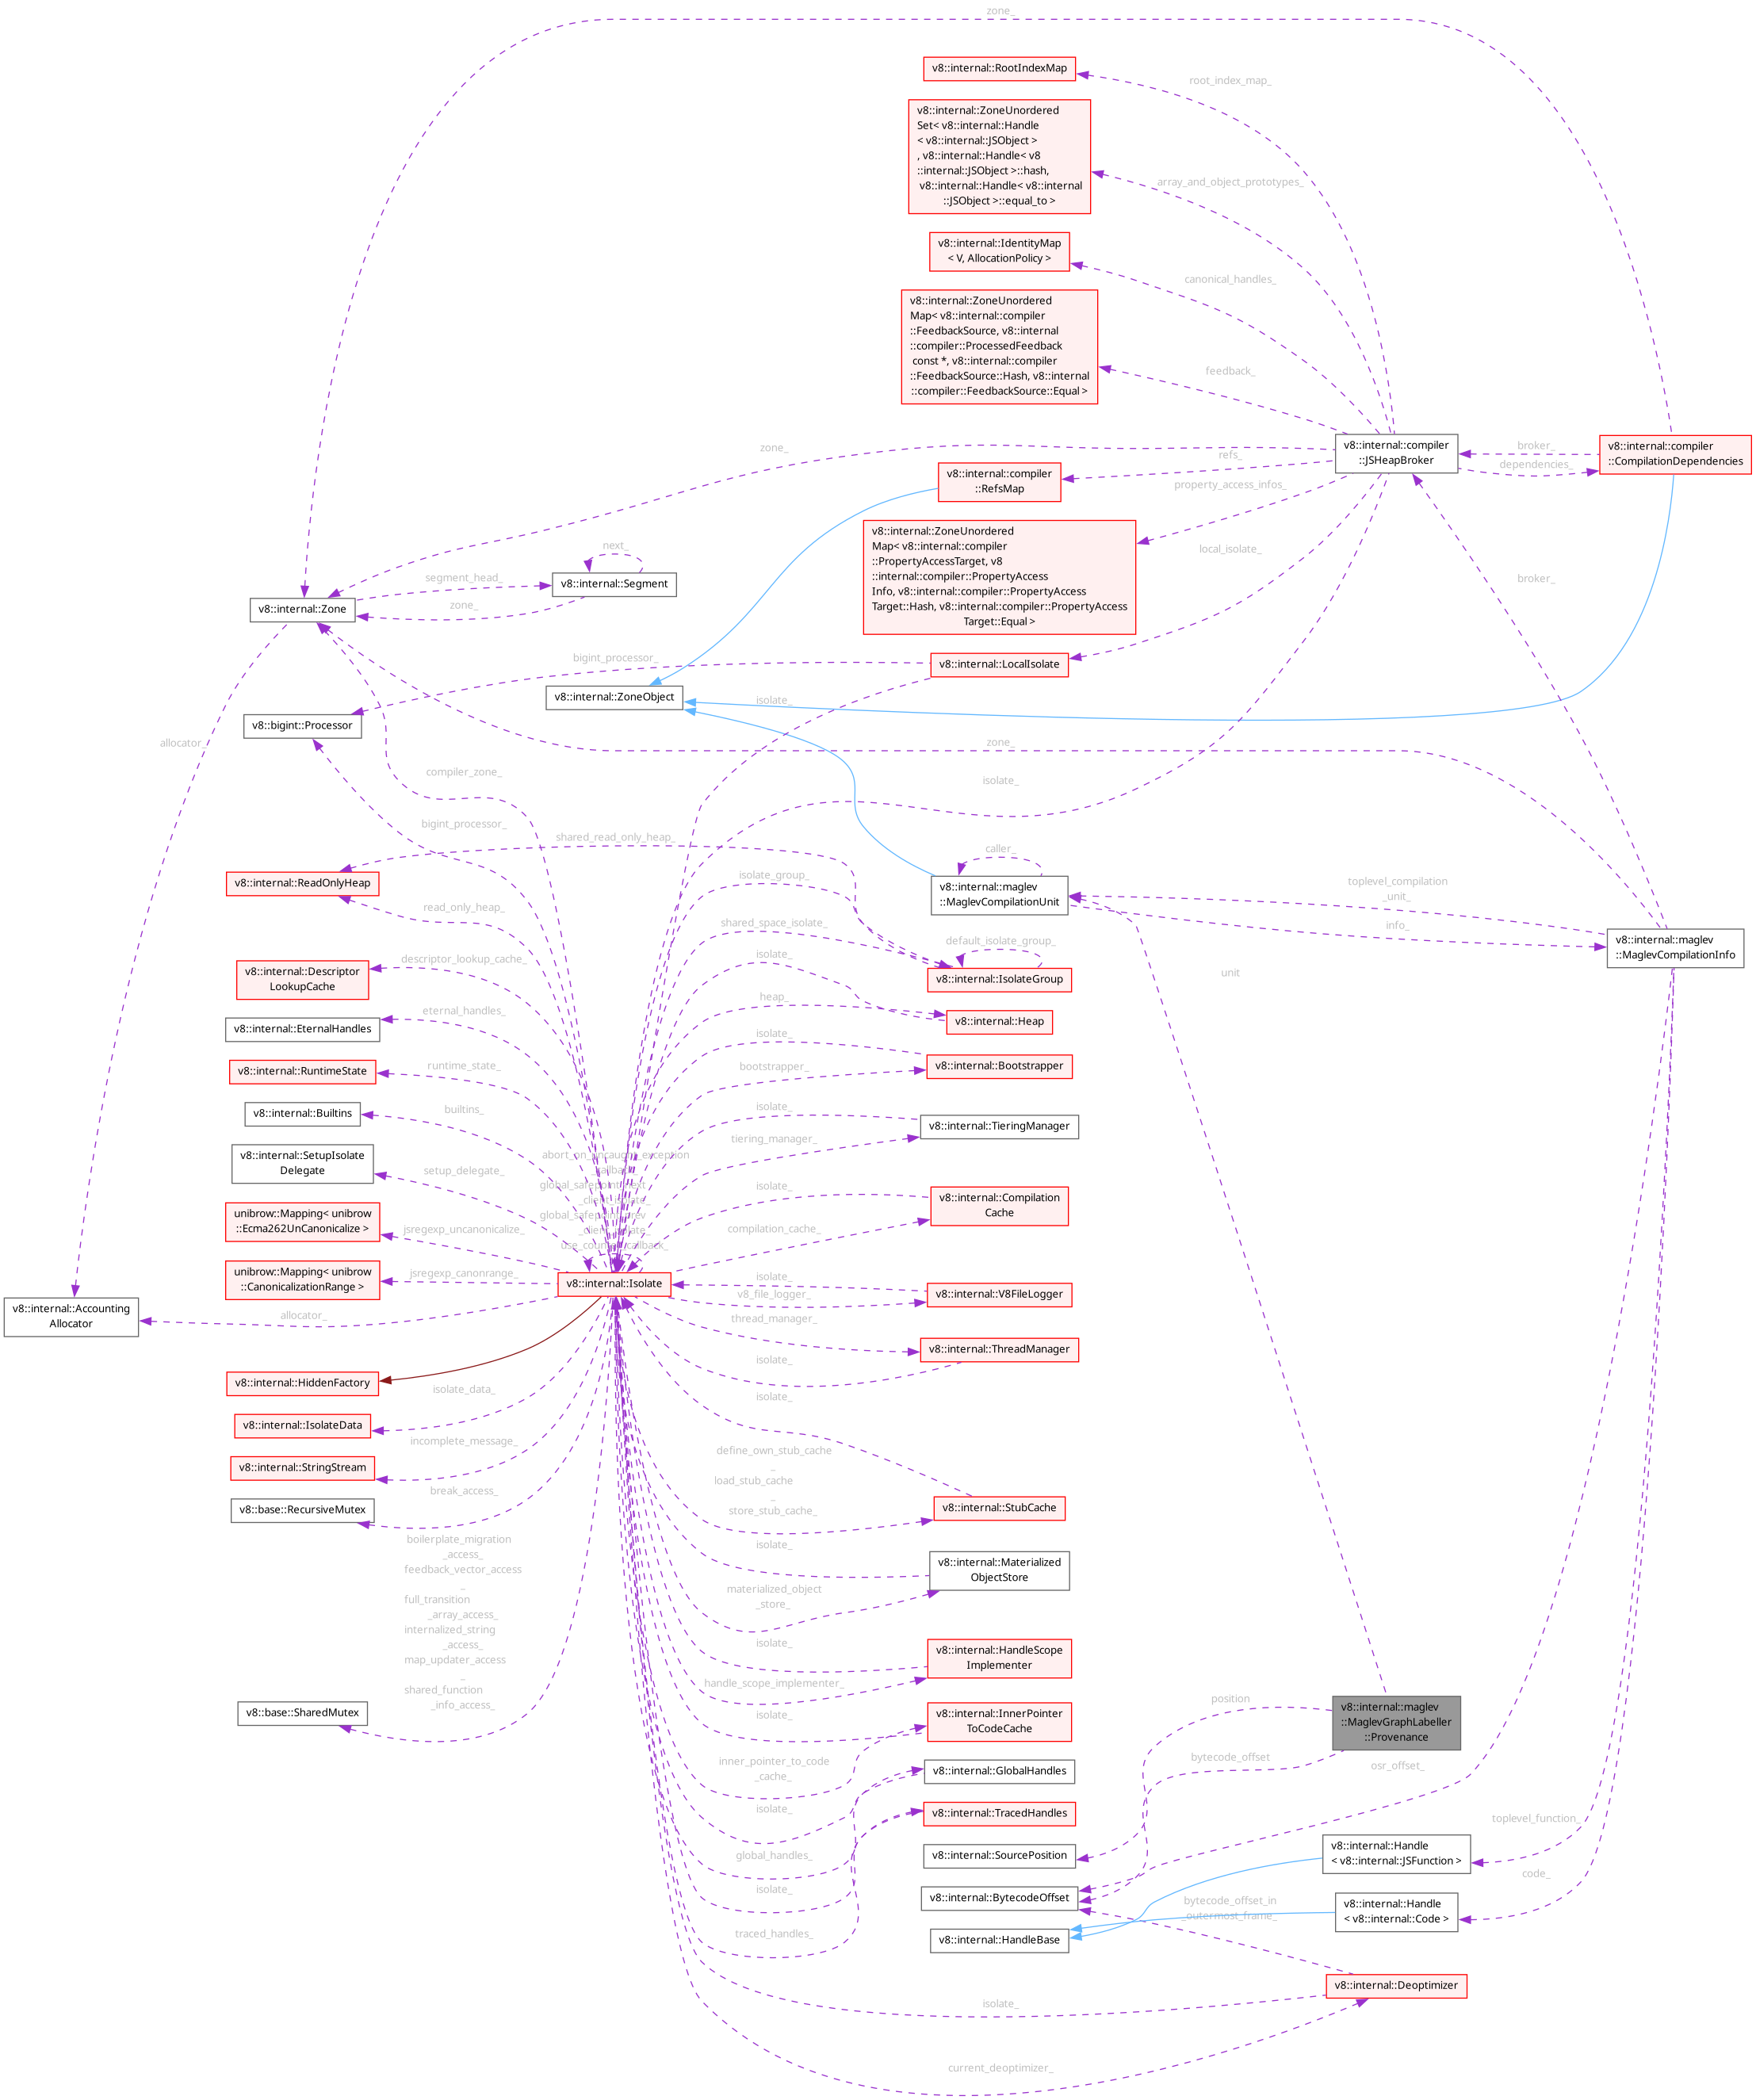 zone_
v8::internal::RootIndexMap
root_index_map_
v8::internal::ZoneUnordered
Set< v8::internal::Handle
< v8::internal::JSObject >
, v8::internal::Handle< v8
::internal::JSObject >::hash,
v8::internal::Handle< v8::internal
::JSObject >::equal_to >
array_and_object_prototypes_
v8::internal::IdentityMap
< V, AllocationPolicy >
canonical_handles_
v8::internal::ZoneUnordered
Map< v8::internal::compiler
::FeedbackSource, v8::internal
::compiler::ProcessedFeedback
const *, v8::internal::compiler
::FeedbackSource::Hash, v8::internal
::compiler::FeedbackSource::Equal >
feedback_
zone_
v8::internal::compiler
::JSHeapBroker
broker_
dependencies_
v8::internal::compiler
::CompilationDependencies
refs_
v8::internal::compiler
::RefsMap
property_access_infos_
v8::internal::ZoneUnordered
Map< v8::internal::compiler
::PropertyAccessTarget, v8
::internal::compiler::PropertyAccess
Info, v8::internal::compiler::PropertyAccess
Target::Hash, v8::internal::compiler::PropertyAccess
Target::Equal >
local_isolate_
next_
v8::internal::Segment
segment_head_
zone_
v8::internal::Zone
broker_
bigint_processor_
v8::internal::LocalIsolate
v8::internal::ZoneObject
isolate_
v8::bigint::Processor
allocator_
zone_
compiler_zone_
isolate_
bigint_processor_
shared_read_only_heap_
caller_
v8::internal::ReadOnlyHeap
isolate_group_
v8::internal::maglev
::MaglevCompilationUnit
toplevel_compilation
_unit_
info_
v8::internal::maglev
::MaglevCompilationInfo
read_only_heap_
shared_space_isolate_
default_isolate_group_
v8::internal::IsolateGroup
unit
v8::internal::Descriptor
LookupCache
descriptor_lookup_cache_
isolate_
heap_
v8::internal::Heap
v8::internal::EternalHandles
eternal_handles_
isolate_
v8::internal::RuntimeState
runtime_state_
bootstrapper_
v8::internal::Bootstrapper
v8::internal::Builtins
builtins_
isolate_
tiering_manager_
v8::internal::TieringManager
v8::internal::SetupIsolate
Delegate
setup_delegate_
abort_on_uncaught_exception
_callback_
global_safepoint_next
_client_isolate_
global_safepoint_prev
_client_isolate_
use_counter_callback_
isolate_
v8::internal::Compilation
Cache
compilation_cache_
unibrow::Mapping< unibrow
::Ecma262UnCanonicalize >
jsregexp_uncanonicalize_
unibrow::Mapping< unibrow
::CanonicalizationRange >
jsregexp_canonrange_
v8::internal::Isolate
isolate_
v8_file_logger_
v8::internal::V8FileLogger
v8::internal::Accounting
Allocator
allocator_
thread_manager_
v8::internal::ThreadManager
v8::internal::HiddenFactory
isolate_
isolate_
v8::internal::IsolateData
isolate_data_
v8::internal::StringStream
incomplete_message_
define_own_stub_cache
_
load_stub_cache
_
store_stub_cache_
v8::internal::StubCache
v8::base::RecursiveMutex
break_access_
boilerplate_migration
_access_
feedback_vector_access
_
full_transition
_array_access_
internalized_string
_access_
map_updater_access
_
shared_function
_info_access_
isolate_
v8::internal::Materialized
ObjectStore
materialized_object
_store_
isolate_
v8::internal::HandleScope
Implementer
handle_scope_implementer_
v8::base::SharedMutex
isolate_
v8::internal::InnerPointer
ToCodeCache
position
v8::internal::maglev
::MaglevGraphLabeller
::Provenance
inner_pointer_to_code
_cache_
bytecode_offset
osr_offset_
v8::internal::GlobalHandles
isolate_
v8::internal::TracedHandles
toplevel_function_
global_handles_
v8::internal::SourcePosition
v8::internal::Handle
< v8::internal::JSFunction >
isolate_
code_
v8::internal::BytecodeOffset
bytecode_offset_in
_outermost_frame_
v8::internal::Handle
< v8::internal::Code >
traced_handles_
v8::internal::HandleBase
v8::internal::Deoptimizer
isolate_
current_deoptimizer_